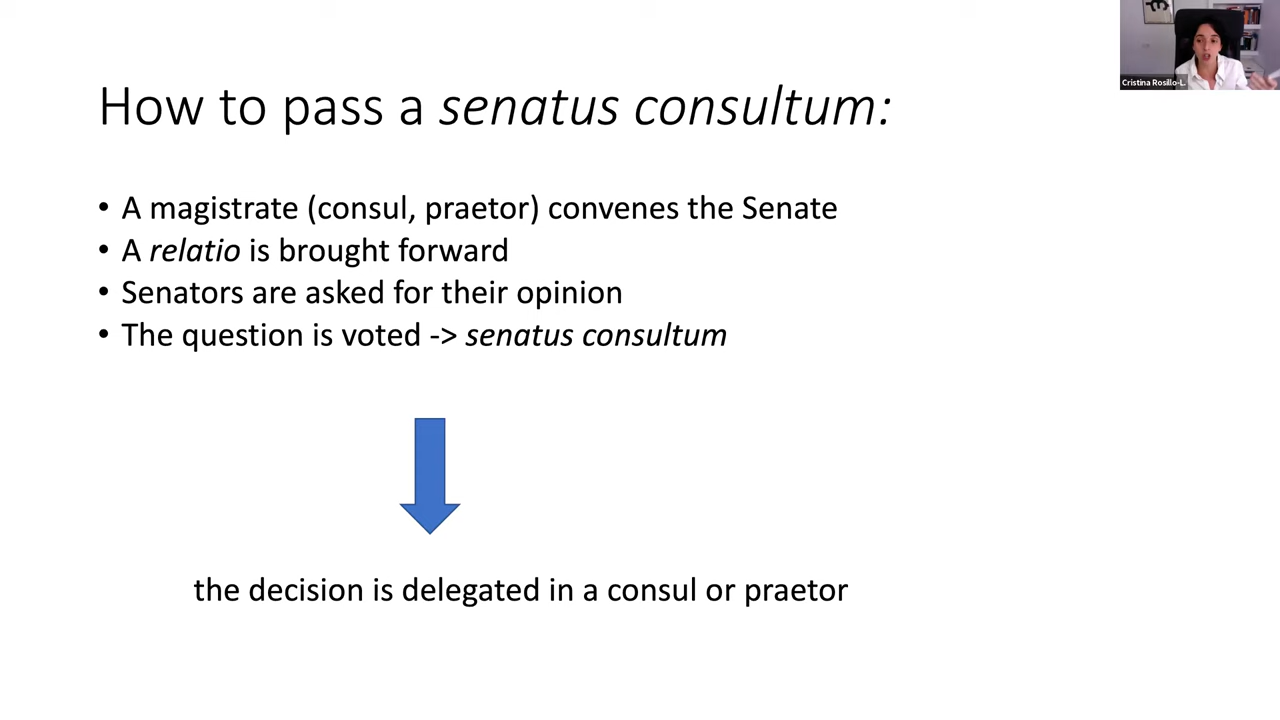 Cristina Rosillo-L.
How to pass a senatus consultum:
• A magistrate (consul, praetor) convenes the Senate
• A relatio is brought forward
• Senators are asked for their opinion
• The question is voted -> senatus consultum
the decision is delegated in a consul or praetor